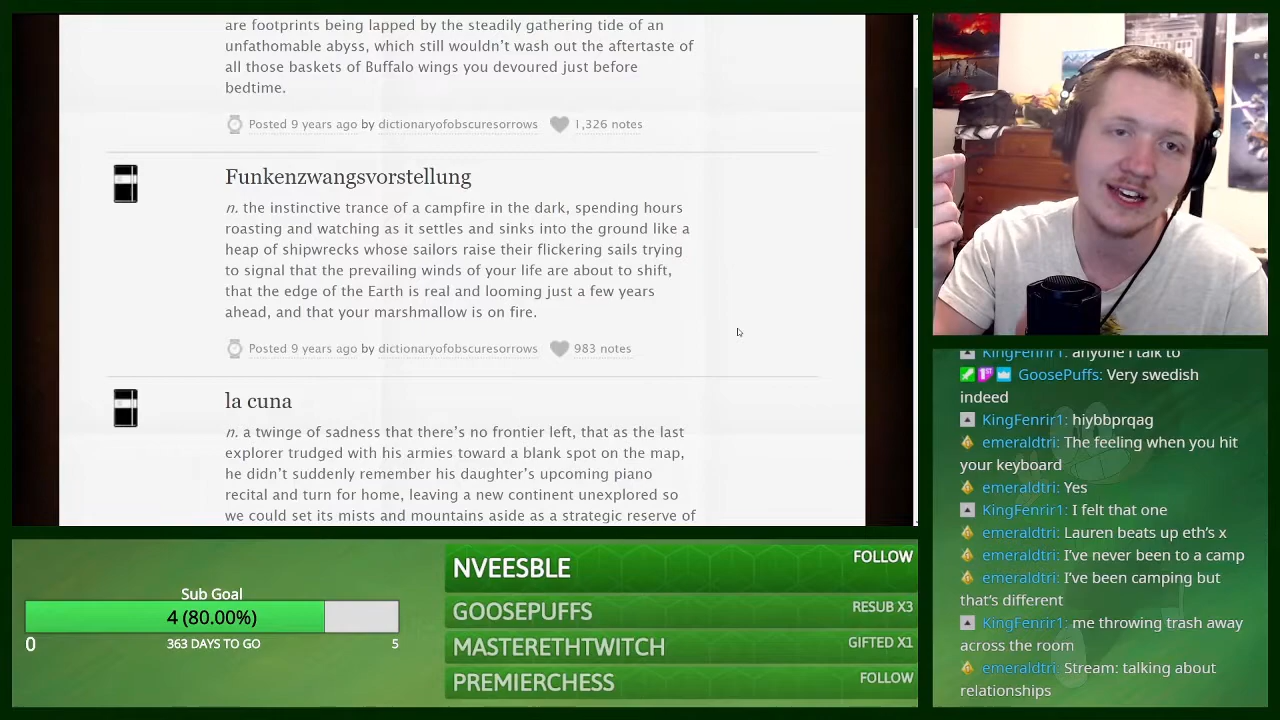 are footprints being lapped by the steadily gathering tide of an
unfathomable abyss, which still wouldn't wash out the aftertaste of
all those baskets of Buffalo wings you devoured just before
bedtime.
Posted 9 years ago by dictionaryofobscuresorrows 1,326 notes
Funkenzwangsvorstellung
n. the instinctive trance of a campfire in the dark, spending hours
roasting and watching as it settles and sinks into the ground like a
heap of shipwrecks whose sailors raise their flickering sails trying
to signal that the prevailing winds of your life are about to shift,
that the edge of the Earth is real and looming just a few years
ahead, and that your marshmallow is on fire.
Posted 9 years ago by dictionaryofobscuresorrows 983 notes
la cuna
n. a twinge of sadness that there's no frontier left, that as the last
explorer trudged with his armies toward a blank spot on the map,
he didn't suddenly remember his daughter's upcoming piano
recital and turn for home, leaving a new continent unexplored so
we could set its mists and mountains aside as a strategic reserve of
Sub Goal
4 (80.00%)
0 363 DAYS TO GO 5
NVEESBLE FOLLOW
GOOSEPUFFS RESUB X3
MASTERETHTWITCH GIFTED X1
PREMIERCHESS FOLLOW
KingFenrir1: anyone I talk to
1ST GoosePuffs: Very swedish
indeed
KingFenrir1: hiybbprqag
emeraldtri: The feeling when you hit
your keyboard
emeraldtri: Yes
KingFenrir1: I felt that one
emeraldtri: Lauren beats up eth's x
emeraldtri: I've never been to a camp
emeraldtri: I've been camping but
that's different
KingFenrir1: me throwing trash away
across the room
emeraldtri: Stream: talking about
relationships